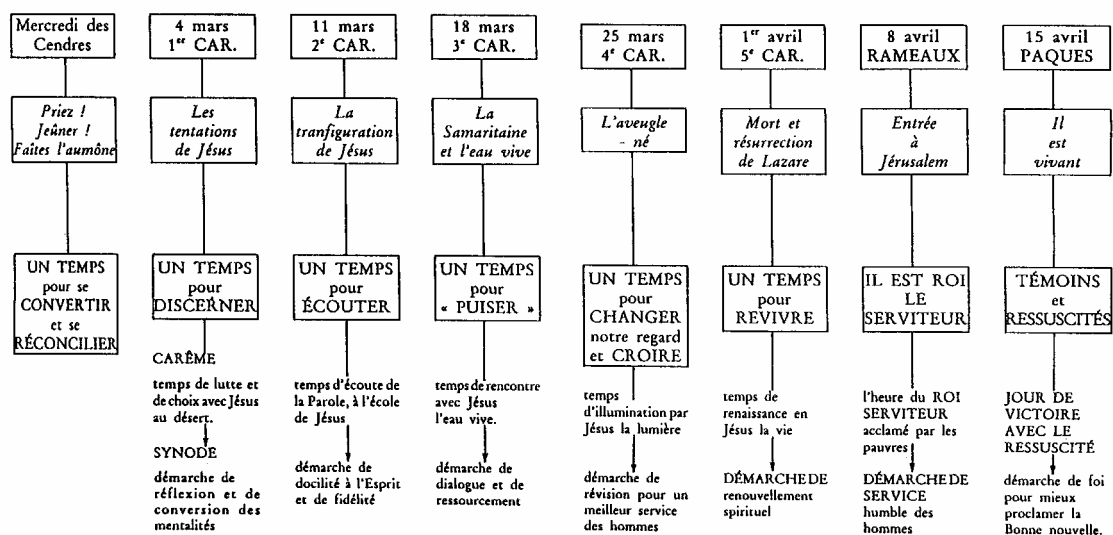 Mercredi des
Cendres
Priez !
Jeûner !
Faîtes l'aumône
UN TEMPS
pour se
CONVERTIR
et se
RÉCONCILIER
4 mars
1er CAR.
Les
tentations
de Jésus
UN TEMPS
pour
DISCERNER
CARÊME
temps de lutte et
de choix avec Jésus
au désert.
SYNODE
démarche de
réflexion et de
conversion des
mentalités
11 mars
2e CAR.
La
tranfiguration
de Jésus
UN TEMPS
pour
ÉCOUTER
temps d'écoute de
la Parole, à l'école
de Jésus
démarche de
docilité à l'Esprit
et de fidélité
18 mars
3e CAR.
La
Samaritaine
et l'eau vive
UN TEMPS
pour
« PUISER »
temps de rencontre
avec Jésus
l'eau vive.
démarche de
dialogue et de
ressourcement
25 mars
4e CAR.
L'aveugle
- né
UN TEMPS
pour
CHANGER
notre regard
et CROIRE
temps
d'illumination par
Jésus la lumière
démarche de
révision pour un
meilleur service
des hommes
1er avril
5e CAR.
Mort et
résurrection
de Lazare
UN TEMPS
pour
REVIVRE
temps de
renaissance en
Jésus la vie
DÉMARCHE DE
renouvellement
spirituel
8 avril
RAMEAUX
Entrée
à
Jérusalem
IL EST ROI
LE
SERVITEUR
l'heure du ROI
SERVITEUR
acclamé par les
pauvres
DÉMARCHE DE
SERVICE
humble des
hommes
15 avril
PAQUES
Il
est
vivant
TÉMOINS
et
RESSUSCITÉS
JOUR DE
VICTOIRE
AVEC LE
RESSUSCITÉ
démarche de foi
pour mieux
proclamer la
Bonne nouvelle.